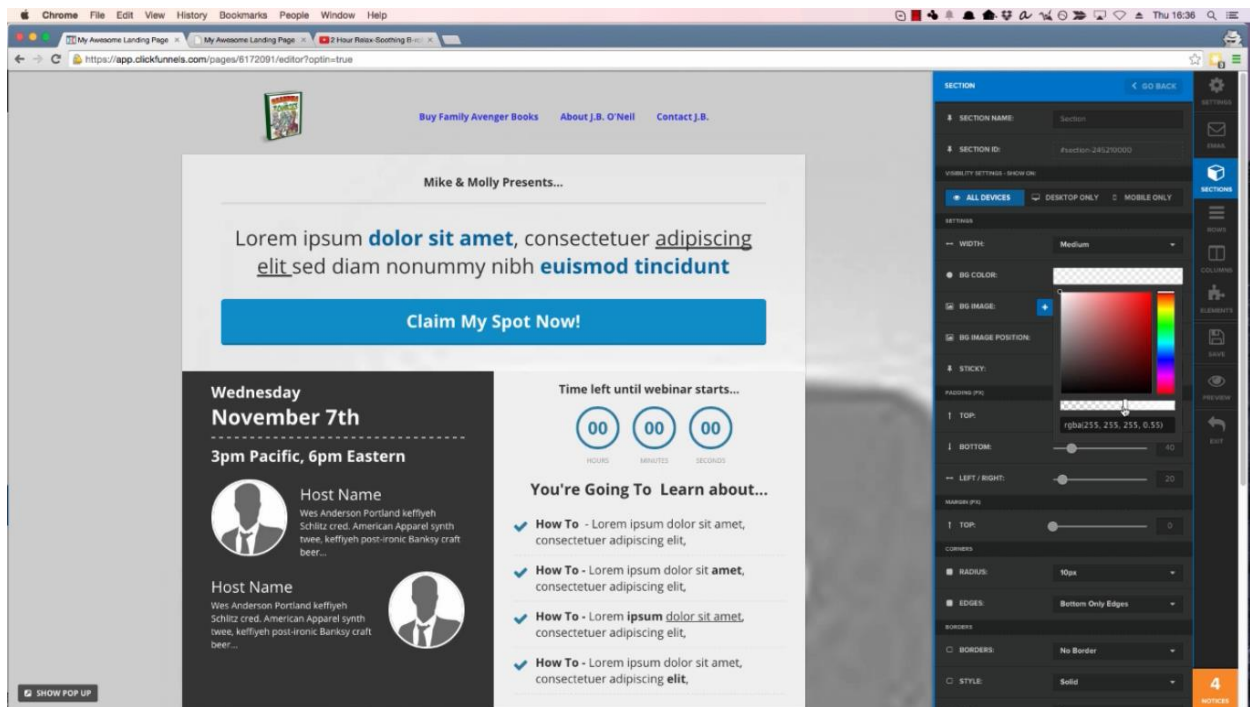 Chrome File Edit View History Bookmarks People Window Help
Thu 16:36
My Awesome Landing Page
My Awesome Landing Page
2 Hour Relax-Soothing
https://app.clickfunnels.com/pages/6172091/editor?optin=true
Buy Family Avenger Books About J.B. O'Neil Contact J.B.
Mike & Molly Presents...
Lorem ipsum dolor sit amet, consectetuer adipiscing
elit sed diam nonummy nibh euismod tincidunt
Claim My Spot Now!
Wednesday
November 7th
3pm Pacific, 6pm Eastern
Host Name
Wes Anderson Portland keffiyeh
Schlitz cred. American Apparel synth
twee, keffiyeh post-ironic Banksy craft
beer...
Host Name
Wes Anderson Portland keffiyeh
Schlitz cred. American Apparel synth
twee, keffiyeh post-ironic Banksy craft
beer...
Time left until webinar starts...
00 00 00
HOURS MINUTES SECONDS
You're Going To Learn about...
How To - Lorem ipsum dolor sit amet,
consectetuer adipiscing elit,
How To - Lorem ipsum dolor sit amet,
consectetuer adipiscing elit,
How To - Lorem ipsum dolor sit amet,
consectetuer adipiscing elit,
How To - Lorem ipsum dolor sit amet,
consectetuer adipiscing elit,
SHOW POP UP
SECTION GO BACK
SECTION NAME: Section
SECTION ID: #section-245210000
VISIBILITY SETTINGS - SHOW ON:
ALL DEVICES DESKTOP ONLY MOBILE ONLY
SETTINGS
WIDTH: Medium
BG COLOR:
BG IMAGE:
BG IMAGE POSITION:
STICKY:
PADDING (PX)
TOP:
rgba(255, 255, 255, 0.55)
BOTTOM: 40
LEFT / RIGHT: 20
MARGIN (PX)
TOP: 0
CORNERS
RADIUS: 10px
EDGES: Bottom Only Edges
BORDERS
BORDERS: No Border
STYLE: Solid
SETTINGS
EMAIL
SECTIONS
ROWS
COLUMNS
ELEMENTS
SAVE
PREVIEW
EXIT
4
NOTICES